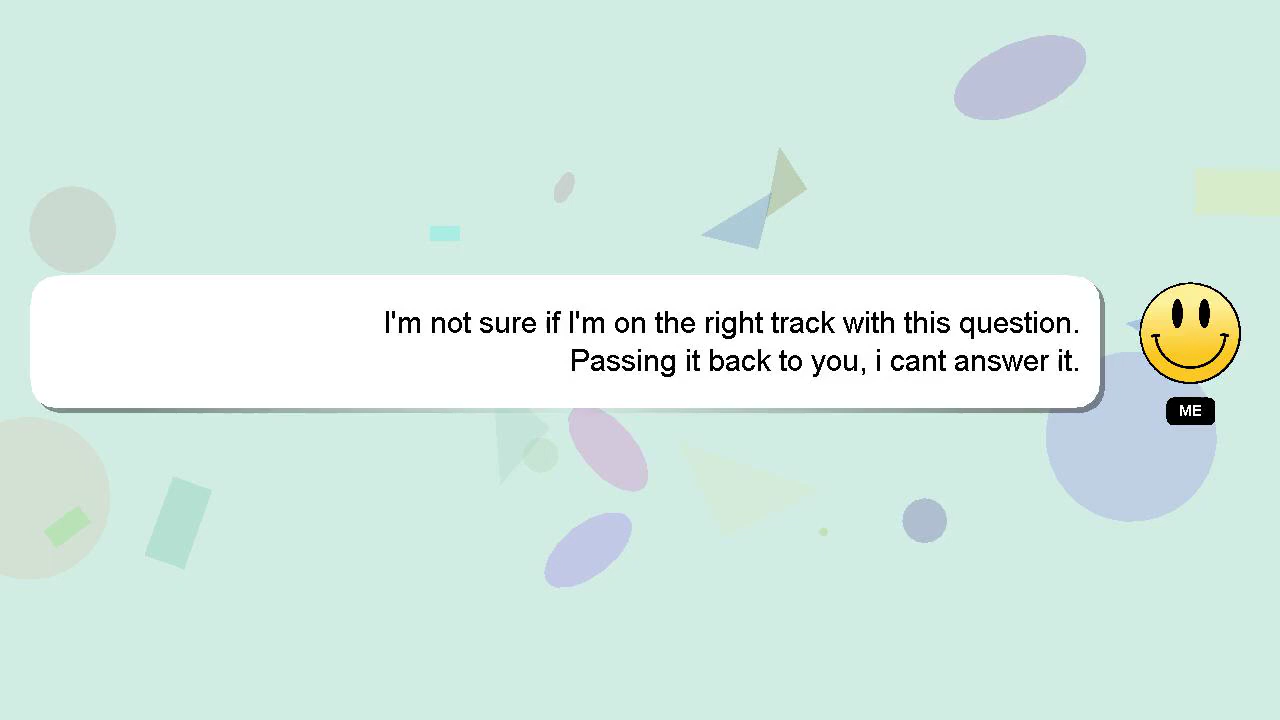 I'm not sure if I'm on the right track with this question.
Passing it back to you, i cant answer it.
ME